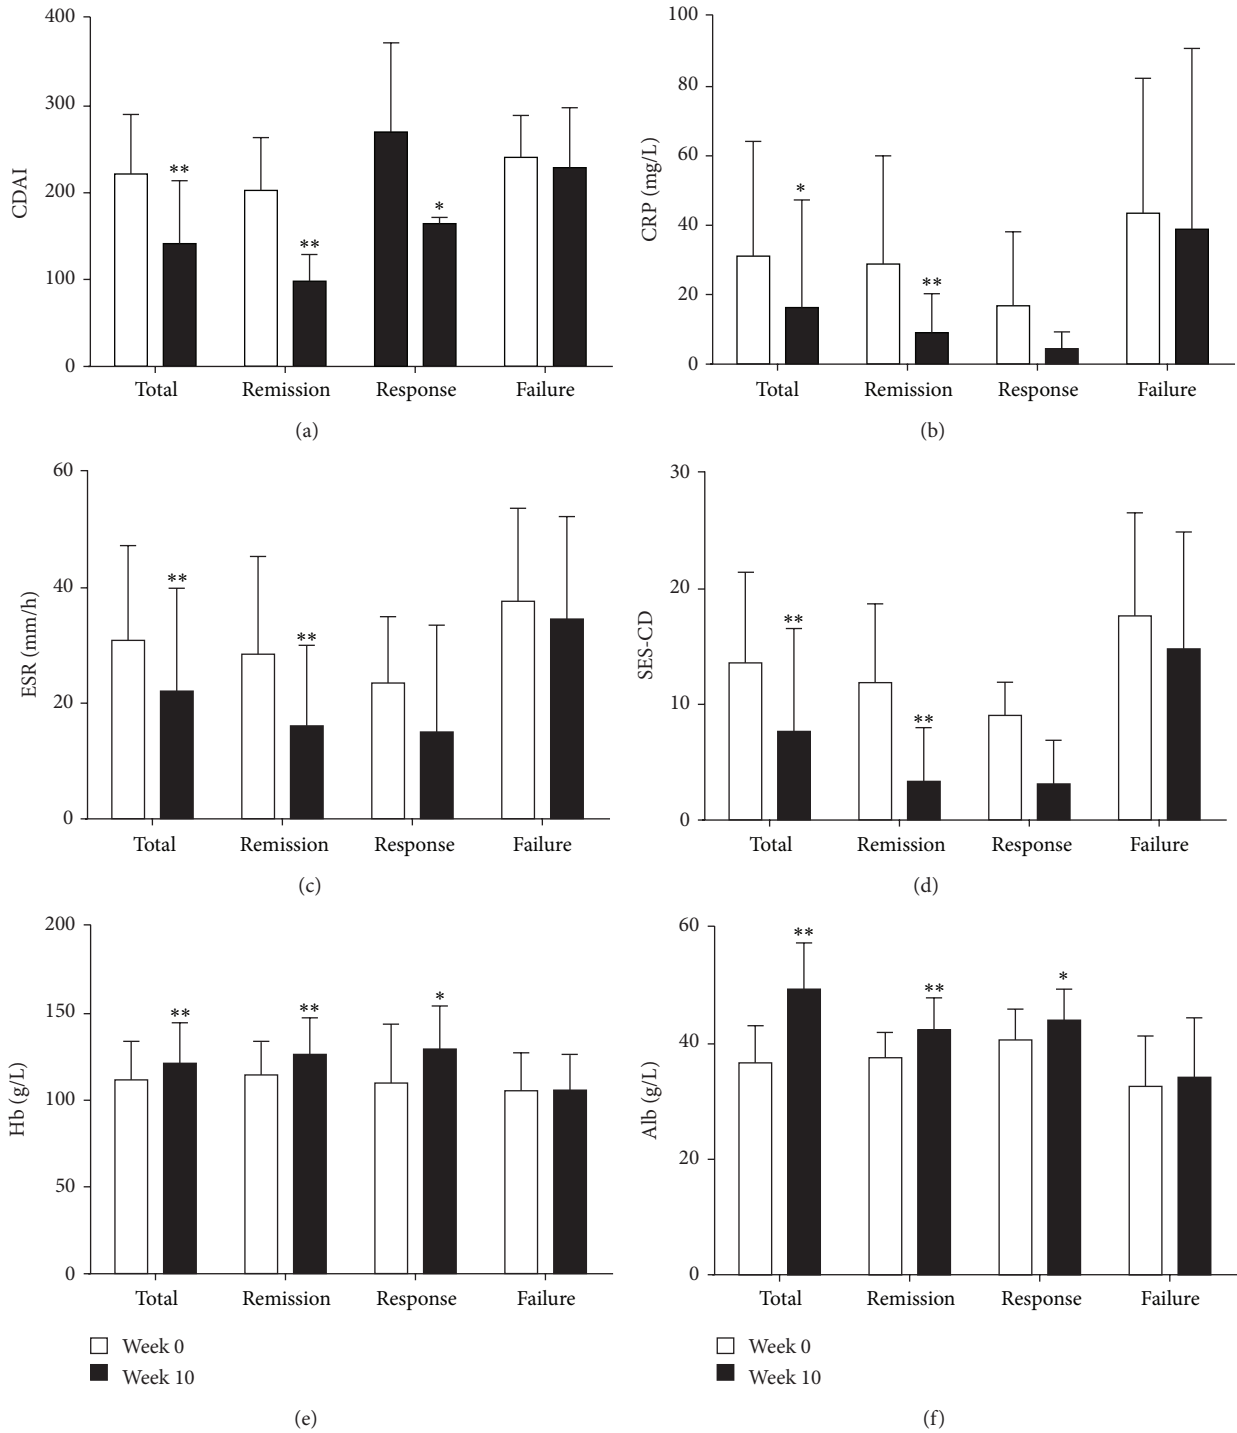 400
300
200
100
0
CDAI
**
**
*
Total Remission Response Failure
(a)
100
80
60
40
20
0
CRP (mg/L)
*
**
Total Remission Response Failure
(b)
60
40
20
0
ESR (mm/h)
**
**
Total Remission Response Failure
(c)
30
20
10
0
SES-CD
**
**
Total Remission Response Failure
(d)
200
150
100
50
0
Hb (g/L)
**
**
*
Total Remission Response Failure
Week 0
Week 10
(e)
60
40
20
0
Alb (g/L)
**
**
*
Total Remission Response Failure
Week 0
Week 10
(f)